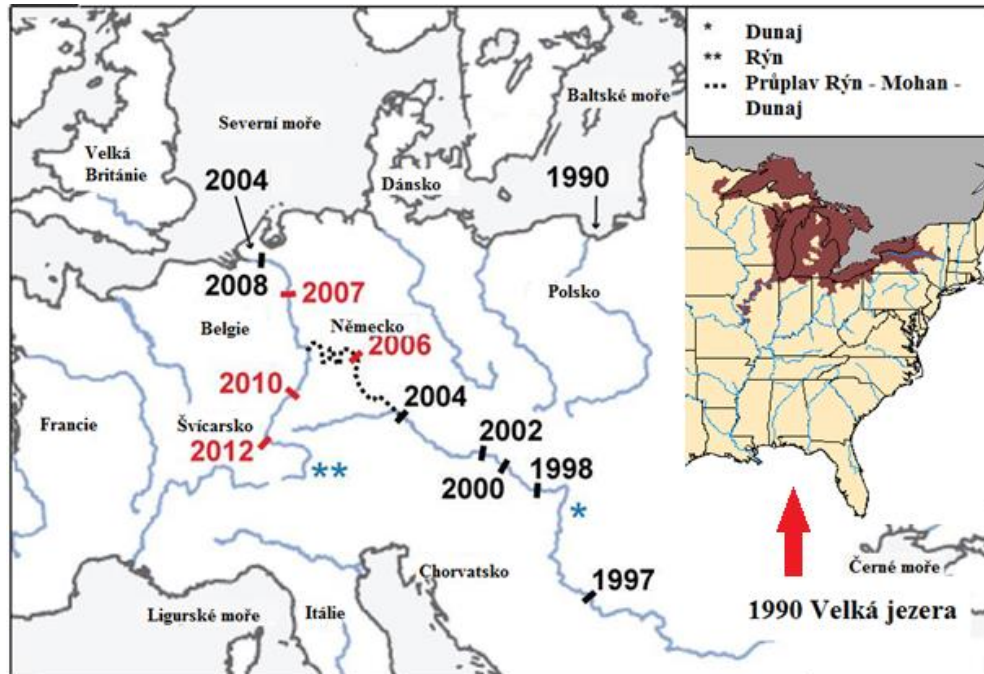 * Dunaj
** Rýn
Průplav Rýn - Mohan -
Dunaj
Baltské moře
Severní moře
Velká
Británie
Dánsko
2004
1990
2008
2007
Polsko
Belgie
Německo
2006
2010
2004
Francie
Švýcarsko
2012
2002
**
2000
1998
*
Chorvatsko
1997
Černé moře
Ligurské moře
Itálie
1990 Velká jezera